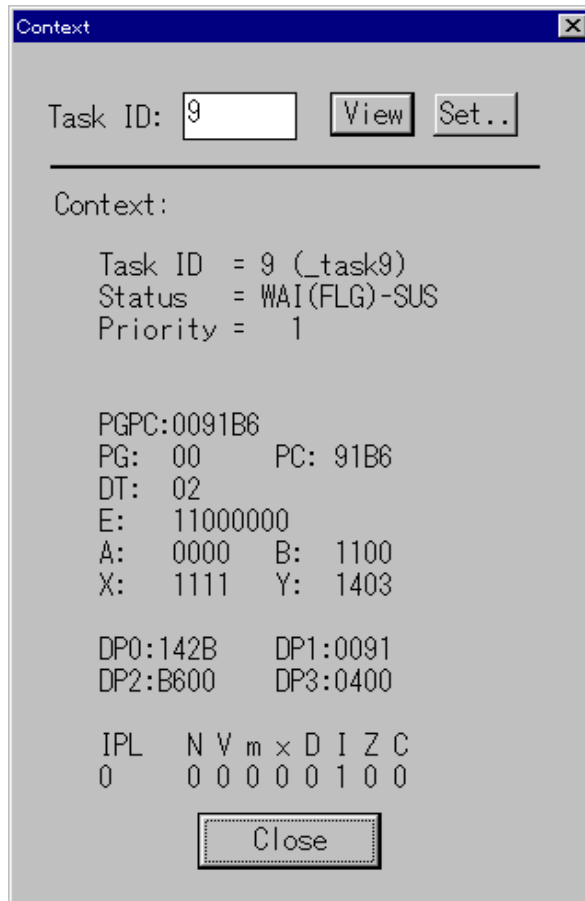 Context
Task ID: 9 View Set..
Context:
Task ID = 9 (_task9)
Status = WAI(FLG)-SUS
Priority = 1
PGPC:0091B6
PG: 00 PC: 91B6
DT: 02
E: 11000000
A: 0000 B: 1100
X: 1111 Y: 1403
DP0:142B DP1:0091
DP2:B600 DP3:0400
IPL N V m x D I Z C
0 0 0 0 0 0 1 0 0
Close